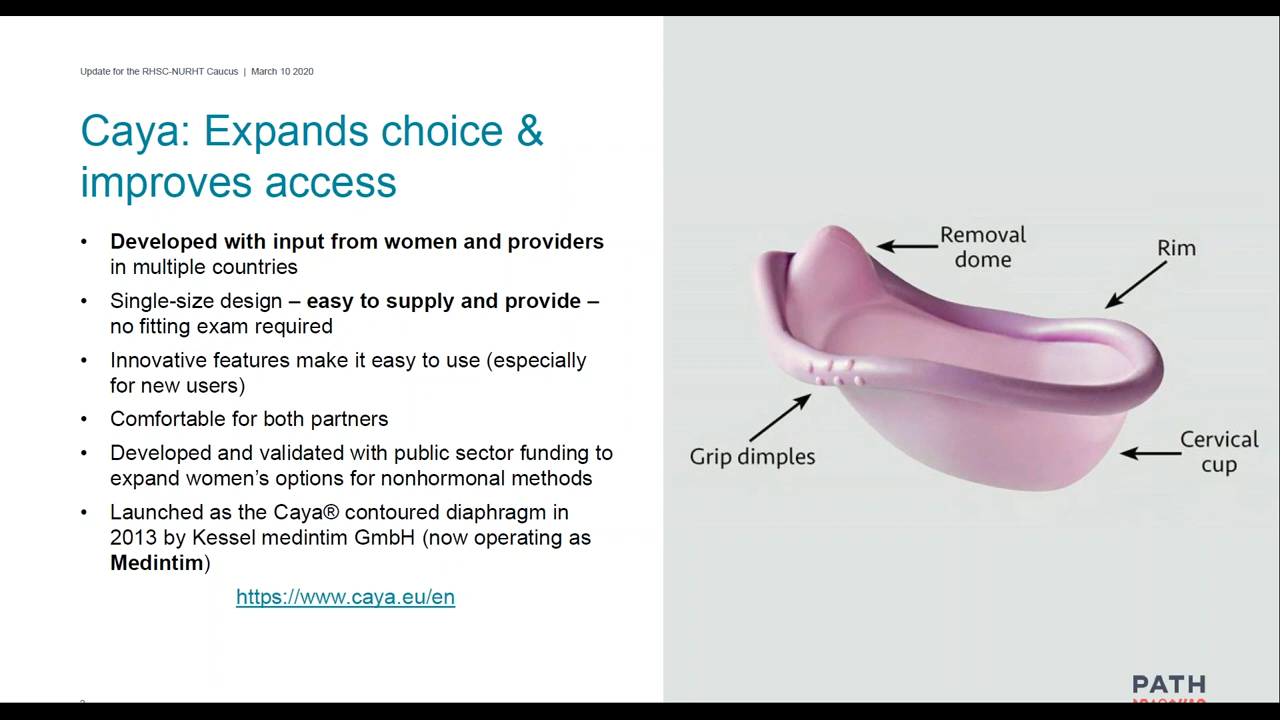 Update for the RHSC-NURHT Caucus | March 10 2020
Caya: Expands choice &
improves access
• Developed with input from women and providers
in multiple countries
• Single-size design – easy to supply and provide –
no fitting exam required
• Innovative features make it easy to use (especially
for new users)
• Comfortable for both partners
• Developed and validated with public sector funding to
expand women’s options for nonhormonal methods
• Launched as the Caya® contoured diaphragm in
2013 by Kessel medintim GmbH (now operating as
Medintim)
https://www.caya.eu/en
Removal
dome
Rim
Grip dimples
Cervical
cup
PATH